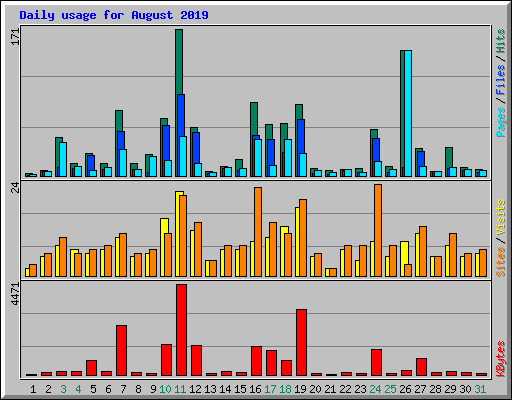 Daily usage for August 2019
171
Pages / Files / Hits
24
Sites / Visits
4471
KBytes
1 2 3 4 5 6 7 8 9 10 11 12 13 14 15 16 17 18 19 20 21 22 23 24 25 26 27 28 29 30 31